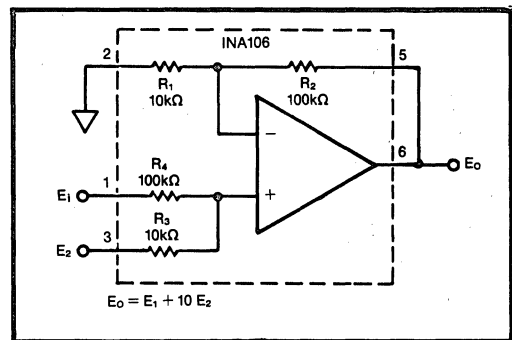 INA106
2
R1
10kΩ
R2
100kΩ
5
−
6
E0
R4
100kΩ
1
E1
+
R3
10kΩ
3
E2
E0 = E1 + 10 E2